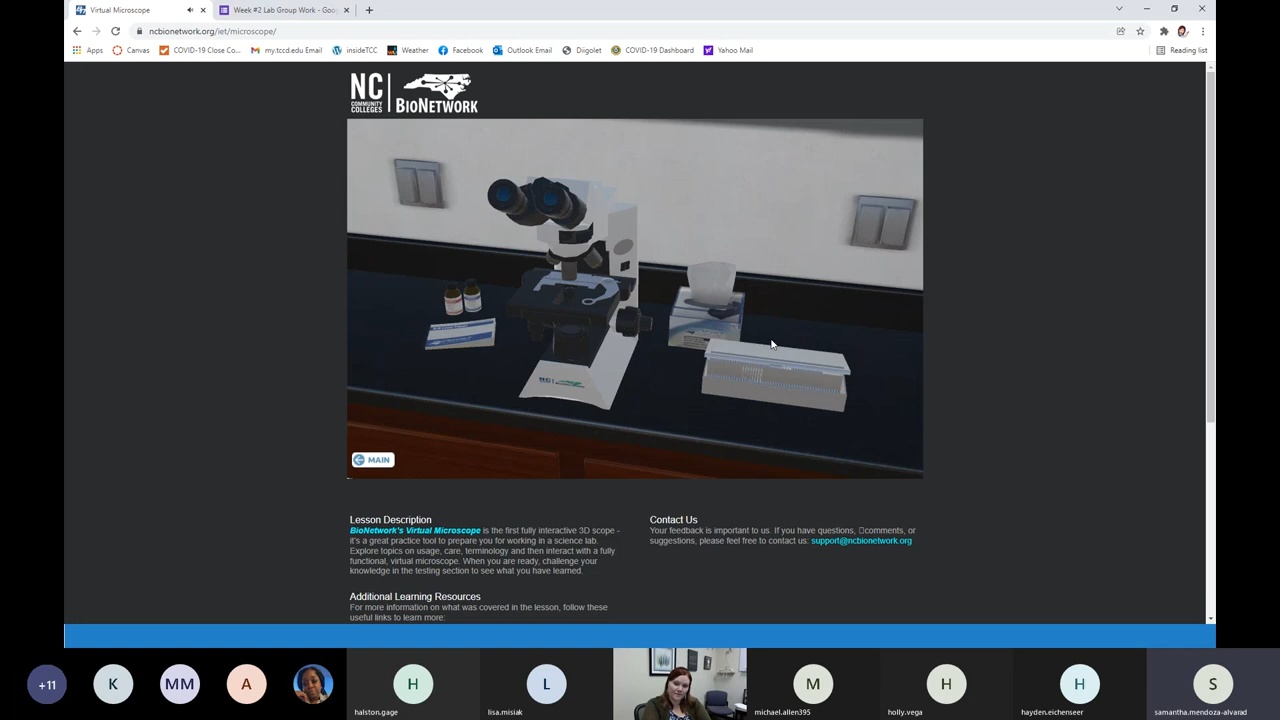 Virtual Microscope
Week #2 Lab Group Work - Goo
ncbionetwork.org/iet/microscope/
Apps
Canvas
COVID-19 Close Co...
my.tccd.edu Email
insideTCC
Weather
Facebook
Outlook Email
Diigolet
COVID-19 Dashboard
Yahoo Mail
Reading list
NC COMMUNITY COLLEGES
BIONETWORK
MAIN
Lesson Description
BioNetwork's Virtual Microscope is the first fully interactive 3D scope -
it's a great practice tool to prepare you for working in a science lab.
Explore topics on usage, care, terminology and then interact with a fully
functional, virtual microscope. When you are ready, challenge your
knowledge in the testing section to see what you have learned.
Additional Learning Resources
For more information on what was covered in the lesson, follow these
useful links to learn more:
Contact Us
Your feedback is important to us. If you have questions, comments, or
suggestions, please feel free to contact us: support@ncbionetwork.org
+11
K
MM
A
H
halston.gage
L
lisa.misiak
M
michael.allen395
H
holly.vega
H
hayden.eichenseer
S
samantha.mendoza-alvarad